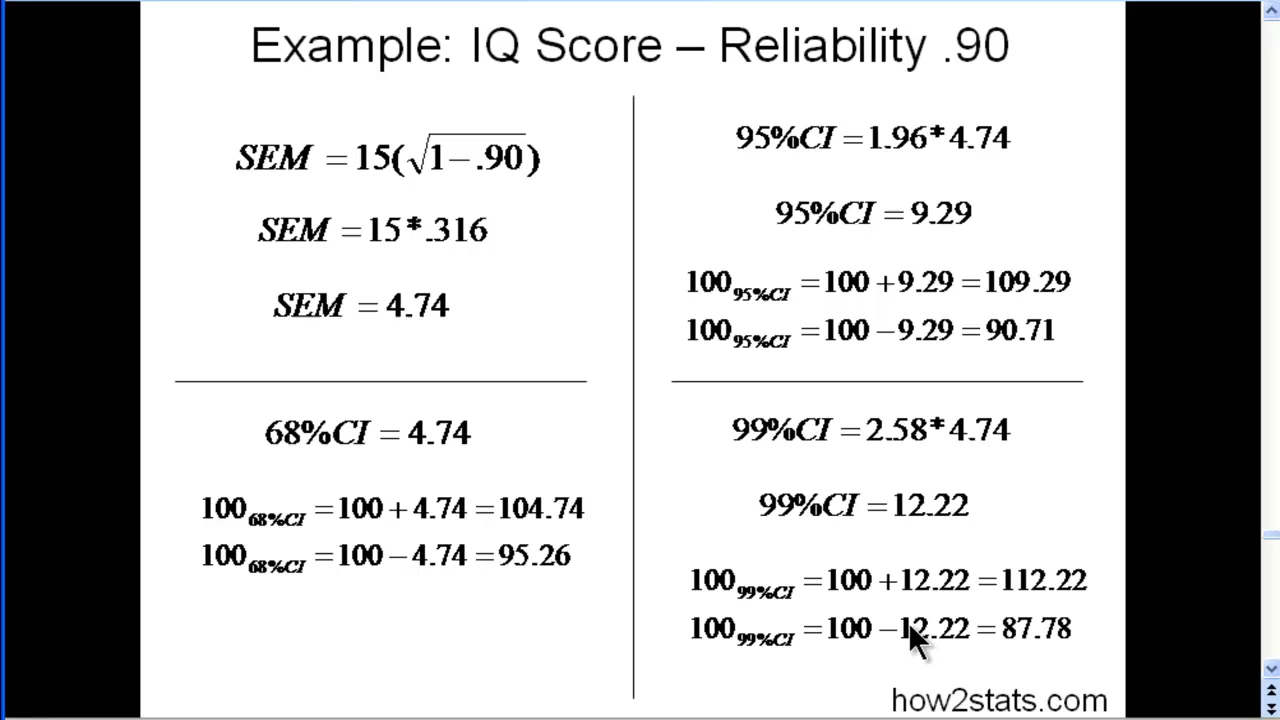 Example: IQ Score – Reliability .90
SEM = 15(√1 − .90)
SEM = 15 * .316
SEM = 4.74
68%CI = 4.74
100 68%CI = 100 + 4.74 = 104.74
100 68%CI = 100 − 4.74 = 95.26
95%CI = 1.96 * 4.74
95%CI = 9.29
100 95%CI = 100 + 9.29 = 109.29
100 95%CI = 100 − 9.29 = 90.71
99%CI = 2.58 * 4.74
99%CI = 12.22
100 99%CI = 100 + 12.22 = 112.22
100 99%CI = 100 − 12.22 = 87.78
how2stats.com